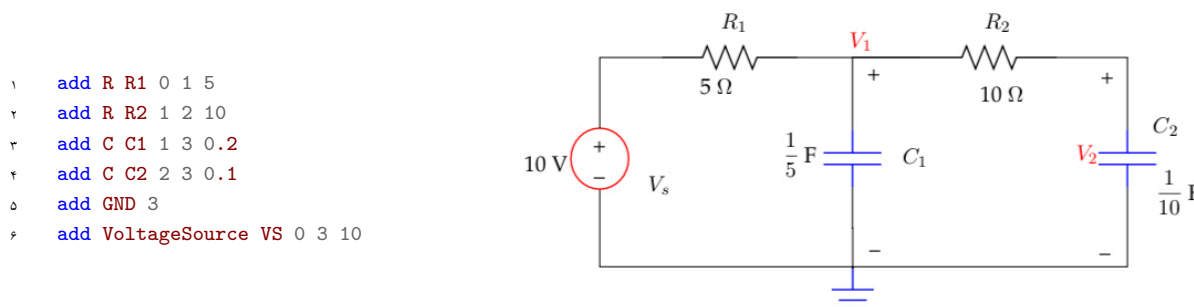 ۱ add R R1 0 1 5
۲ add R R2 1 2 10
۳ add C C1 1 3 0.2
۴ add C C2 2 3 0.1
۵ add GND 3
۶ add VoltageSource VS 0 3 10
R₁
5 Ω
V₁
R₂
10 Ω
+
+
10 V
+
−
Vₛ
1/5 F
C₁
V₂
C₂
1/10 F
−
−